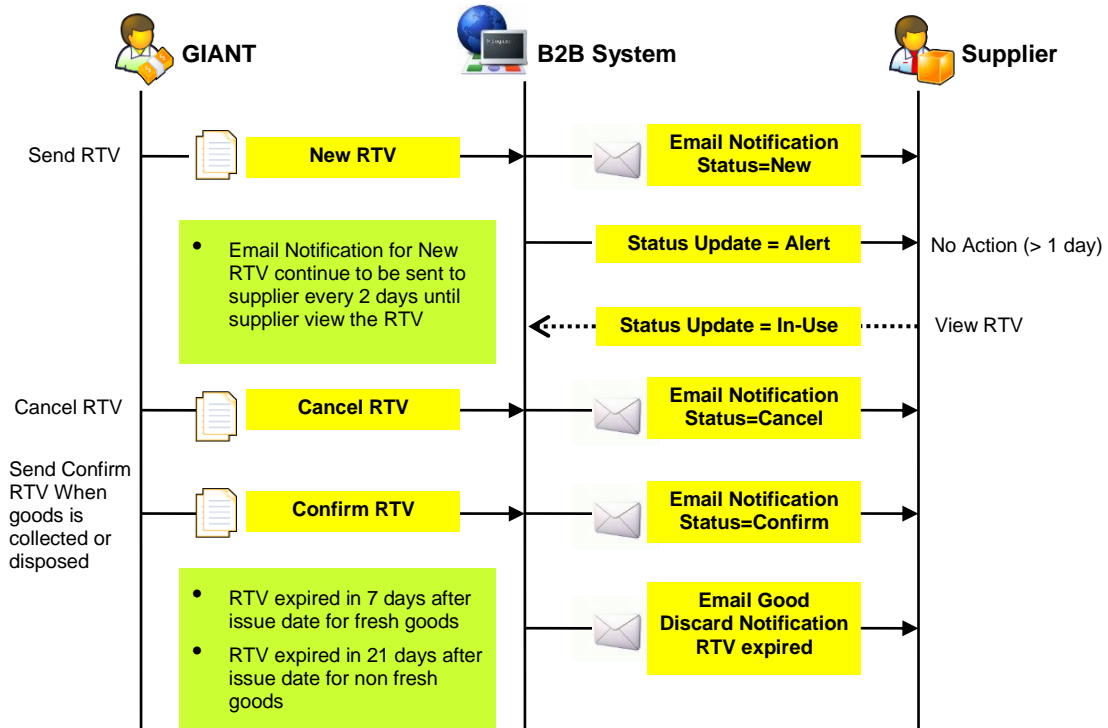 GIANT
B2B System
Supplier
Send RTV
New RTV
Email Notification
Status=New
• Email Notification for New
RTV continue to be sent to
supplier every 2 days until
supplier view the RTV
Status Update = Alert
No Action (> 1 day)
Status Update = In-Use
View RTV
Cancel RTV
Cancel RTV
Email Notification
Status=Cancel
Send Confirm
RTV When
goods is
collected or
disposed
Confirm RTV
Email Notification
Status=Confirm
• RTV expired in 7 days after
issue date for fresh goods
• RTV expired in 21 days after
issue date for non fresh
goods
Email Good
Discard Notification
RTV expired